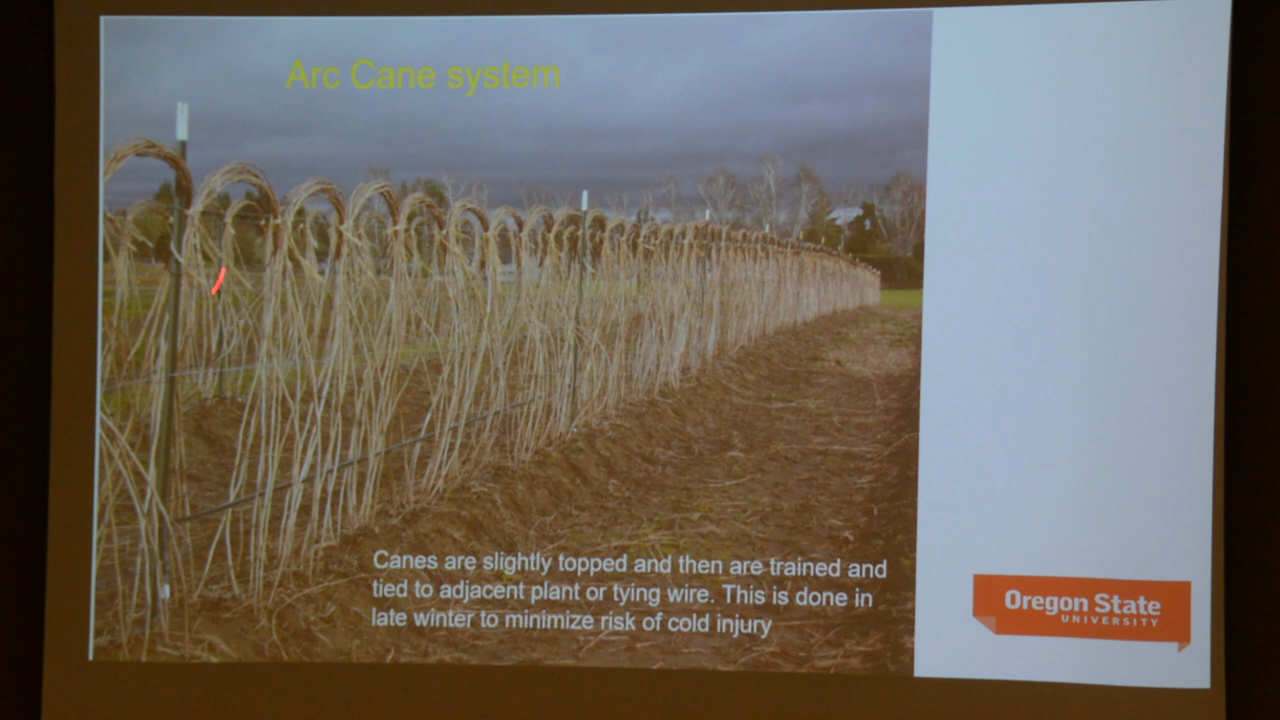 Arc Cane system
Canes are slightly topped and then are trained and
tied to adjacent plant or tying wire. This is done in
late winter to minimize risk of cold injury
Oregon State
UNIVERSITY